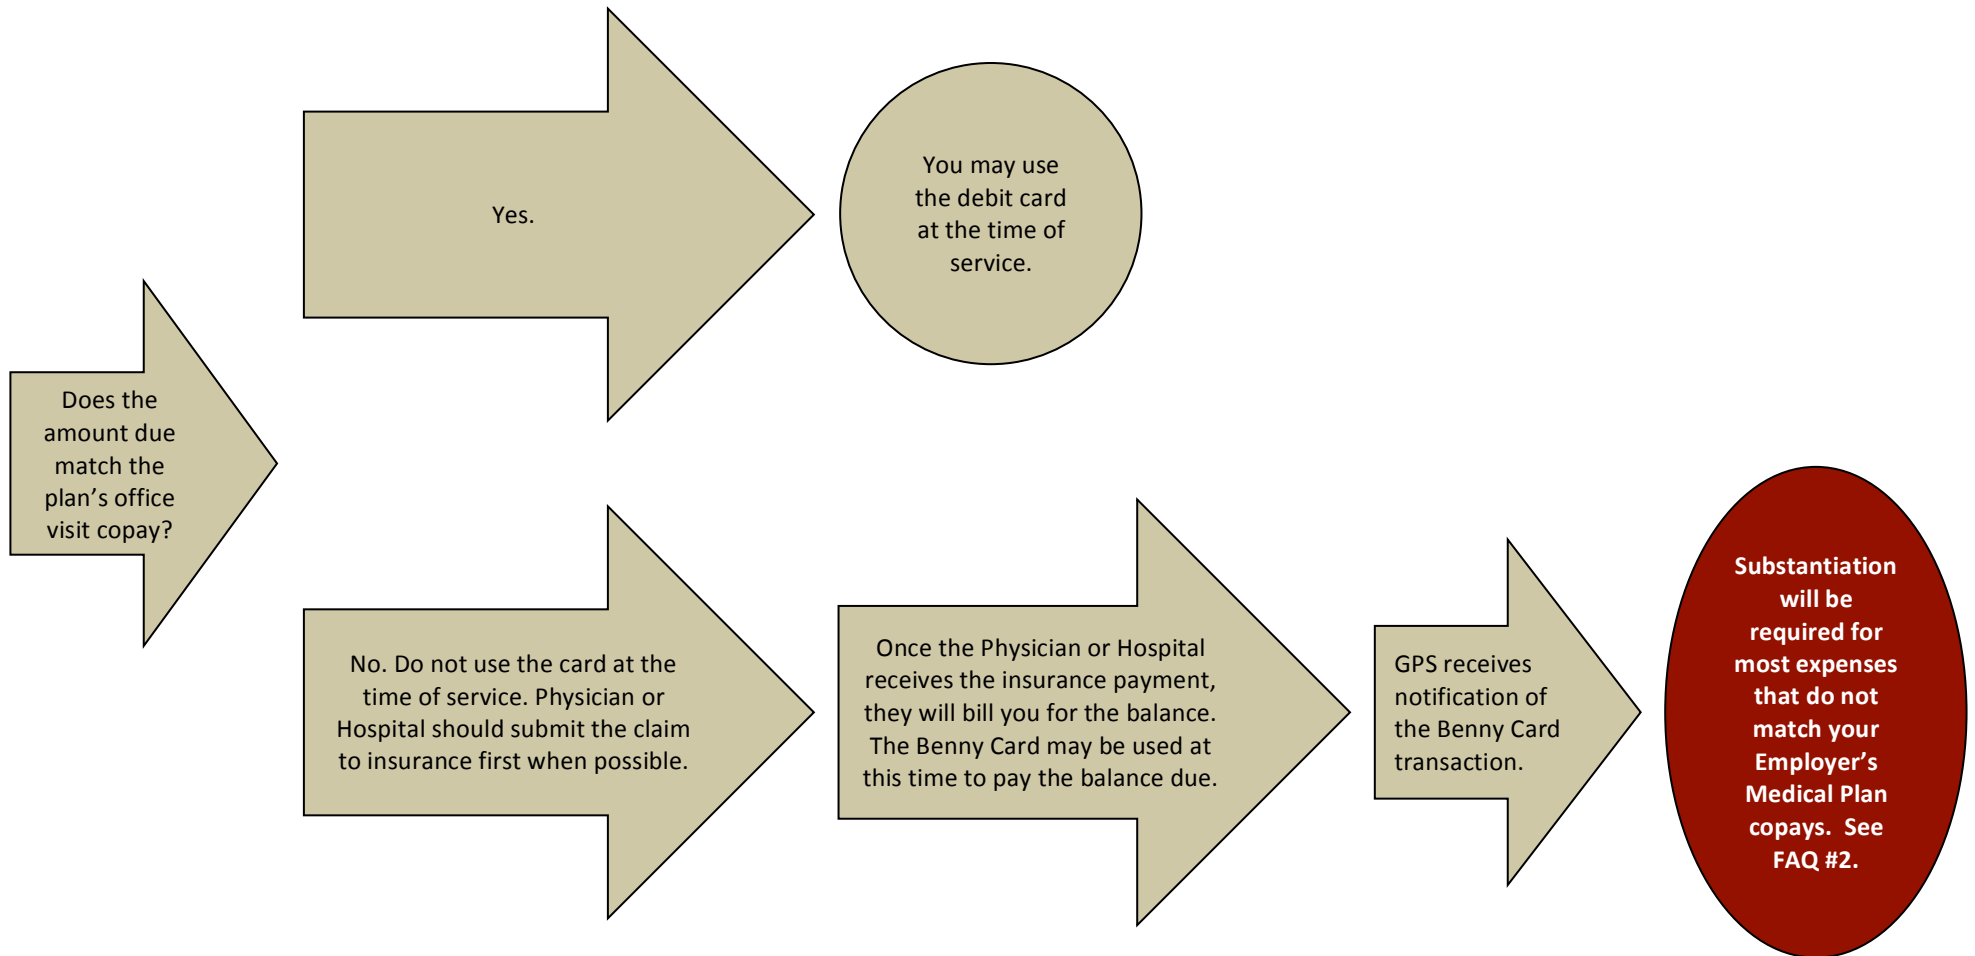 Does the
amount due
match the
plan’s office
visit copay?
Yes.
You may use
the debit card
at the time of
service.
No. Do not use the card at the
time of service. Physician or
Hospital should submit the claim
to insurance first when possible.
Once the Physician or Hospital
receives the insurance payment,
they will bill you for the balance.
The Benny Card may be used at
this time to pay the balance due.
GPS receives
notification of
the Benny Card
transaction.
Substantiation
will be
required for
most expenses
that do not
match your
Employer’s
Medical Plan
copays.  See
FAQ #2.